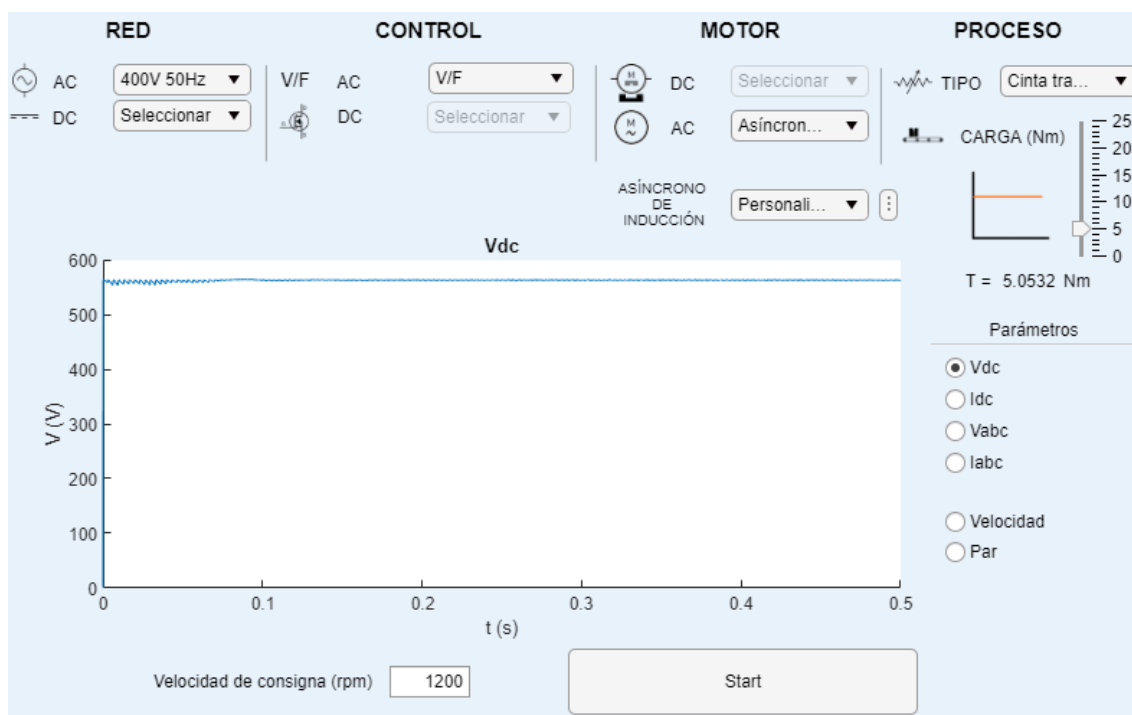 RED
CONTROL
MOTOR
PROCESO
AC
400V 50Hz
DC
Seleccionar
V/F
AC
V/F
DC
Seleccionar
DC
Seleccionar
AC
Asíncron...
ASÍNCRONO
DE
INDUCCIÓN
Personali...
TIPO
Cinta tra...
CARGA (Nm)
25
20
15
10
5
0
T = 5.0532 Nm
Parámetros
Vdc
Idc
Vabc
Iabc
Velocidad
Par
Vdc
600
500
400
300
200
100
0
V (V)
0 0.1 0.2 0.3 0.4 0.5
t (s)
Velocidad de consigna (rpm) 1200
Start